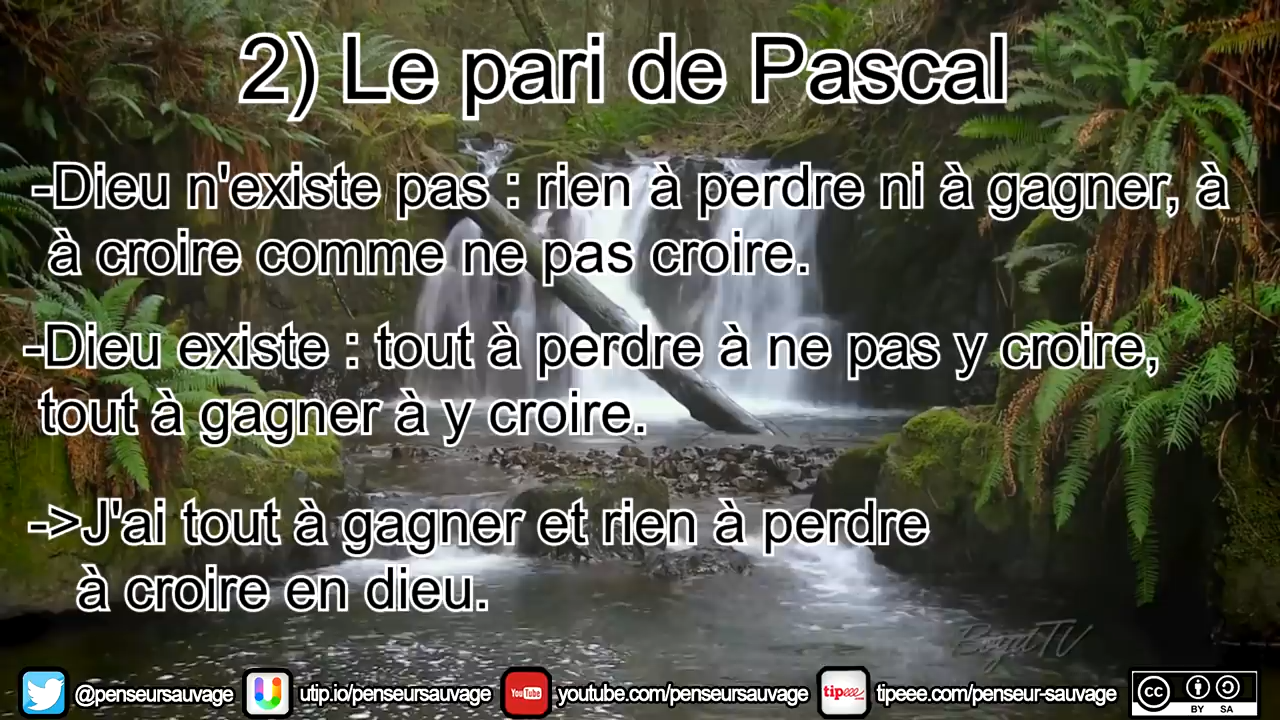 2) Le pari de Pascal
-Dieu n'existe pas : rien à perdre ni à gagner, à
à croire comme ne pas croire.
-Dieu existe : tout à perdre à ne pas y croire,
tout à gagner à y croire.
->J'ai tout à gagner et rien à perdre
à croire en dieu.
BoydTV
@penseursauvage utip.io/penseursauvage YouTube youtube.com/penseursauvage tipeee tipeee.com/penseur-sauvage cc BY SA